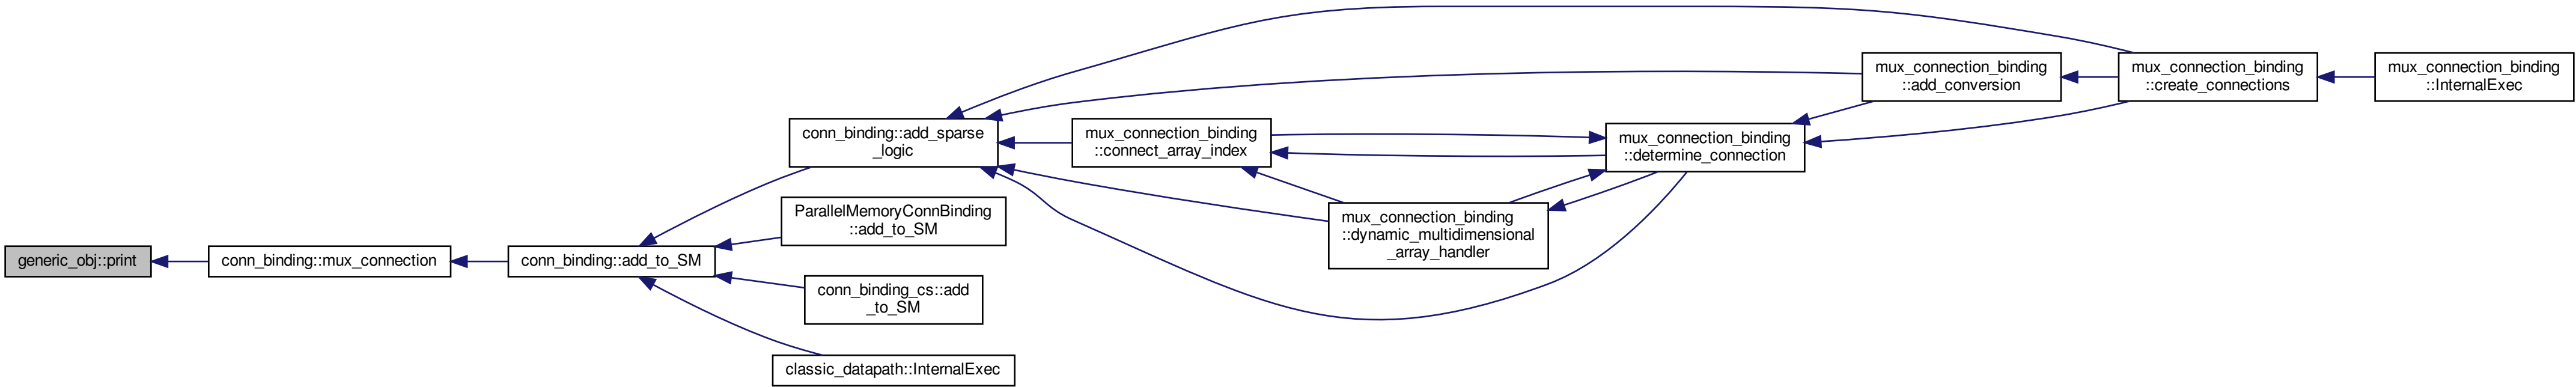 generic_obj::print
conn_binding::mux_connection
conn_binding::add_to_SM
conn_binding::add_sparse
_logic
ParallelMemoryConnBinding
::add_to_SM
conn_binding_cs::add
_to_SM
classic_datapath::InternalExec
mux_connection_binding
::connect_array_index
mux_connection_binding
::dynamic_multidimensional
_array_handler
mux_connection_binding
::determine_connection
mux_connection_binding
::add_conversion
mux_connection_binding
::create_connections
mux_connection_binding
::InternalExec